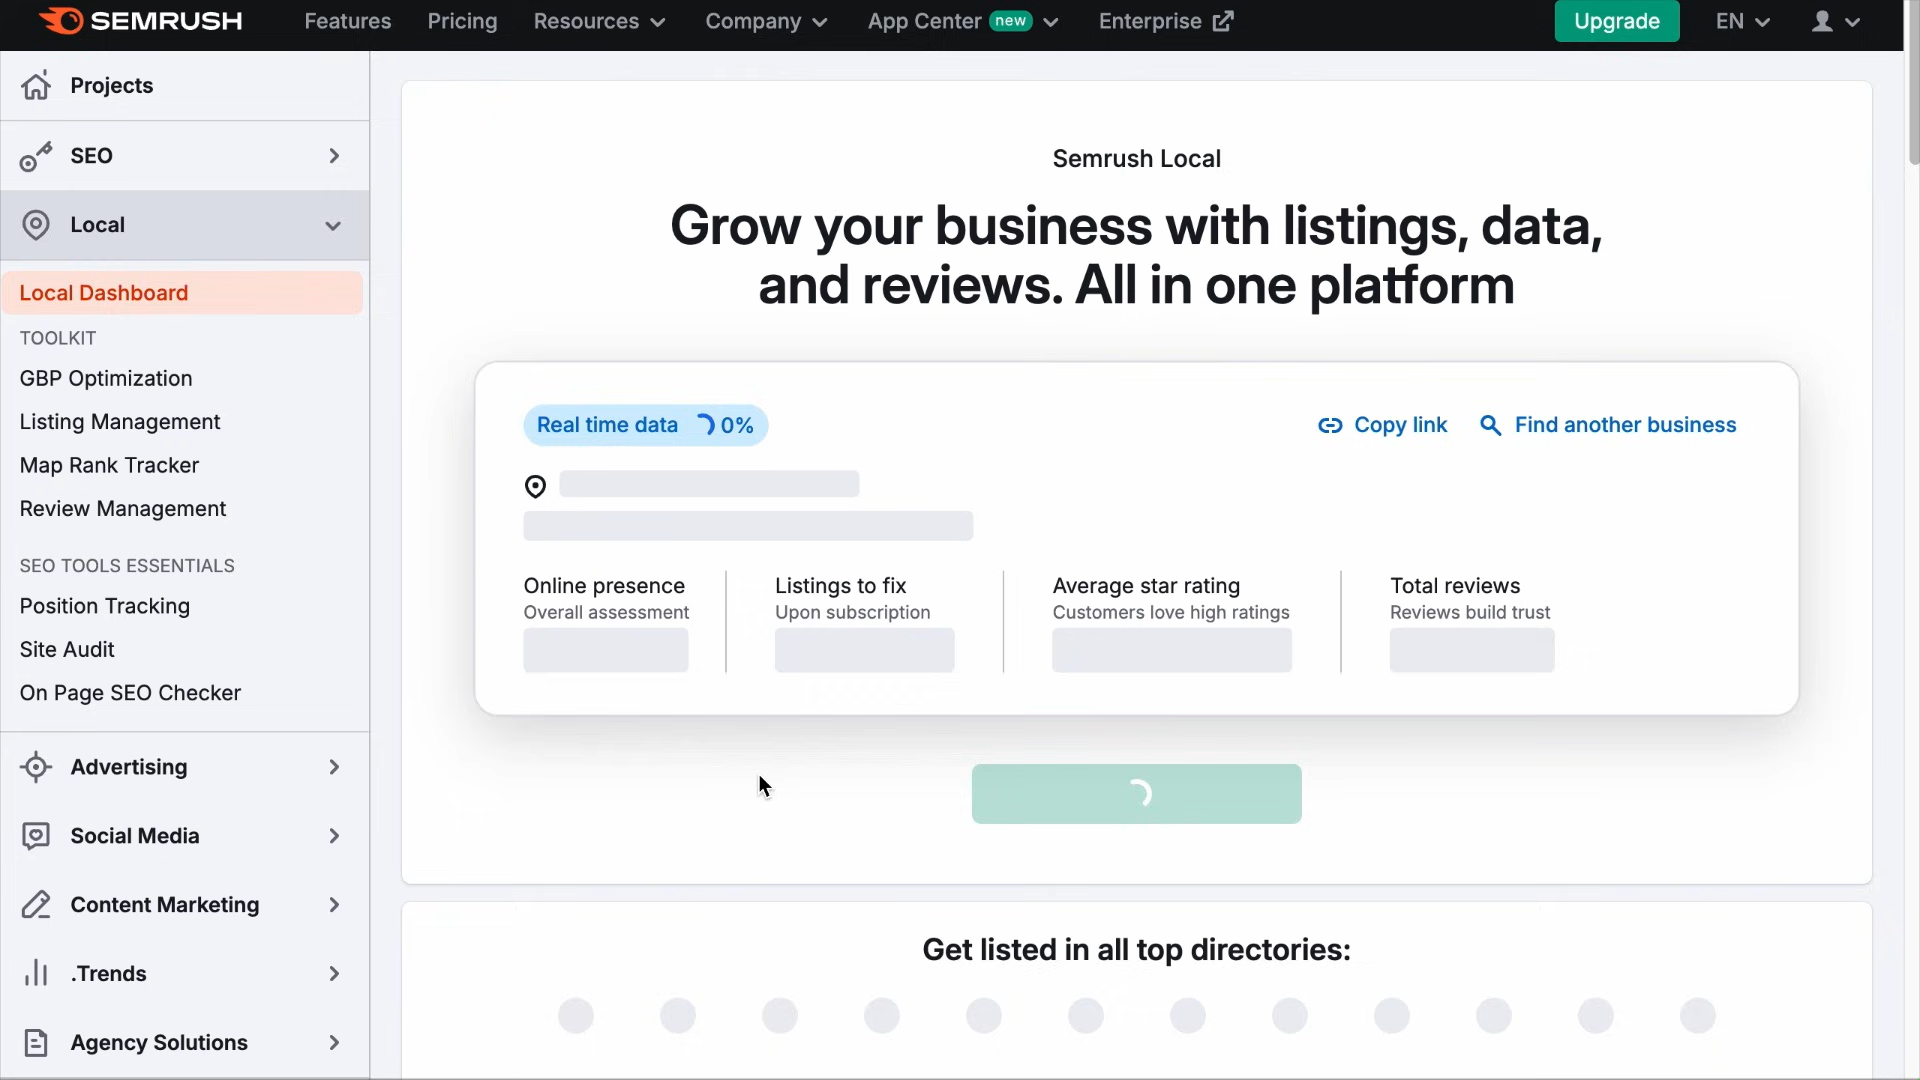 SEMRUSH
Features
Pricing
Resources
Company
App Center new
Enterprise
Upgrade
EN
Projects
SEO
Local
Local Dashboard
TOOLKIT
GBP Optimization
Listing Management
Map Rank Tracker
Review Management
SEO TOOLS ESSENTIALS
Position Tracking
Site Audit
On Page SEO Checker
Advertising
Social Media
Content Marketing
.Trends
Agency Solutions
Semrush Local
Grow your business with listings, data,
and reviews. All in one platform
Real time data 0%
Copy link
Find another business
Online presence
Overall assessment
Listings to fix
Upon subscription
Average star rating
Customers love high ratings
Total reviews
Reviews build trust
Get listed in all top directories: